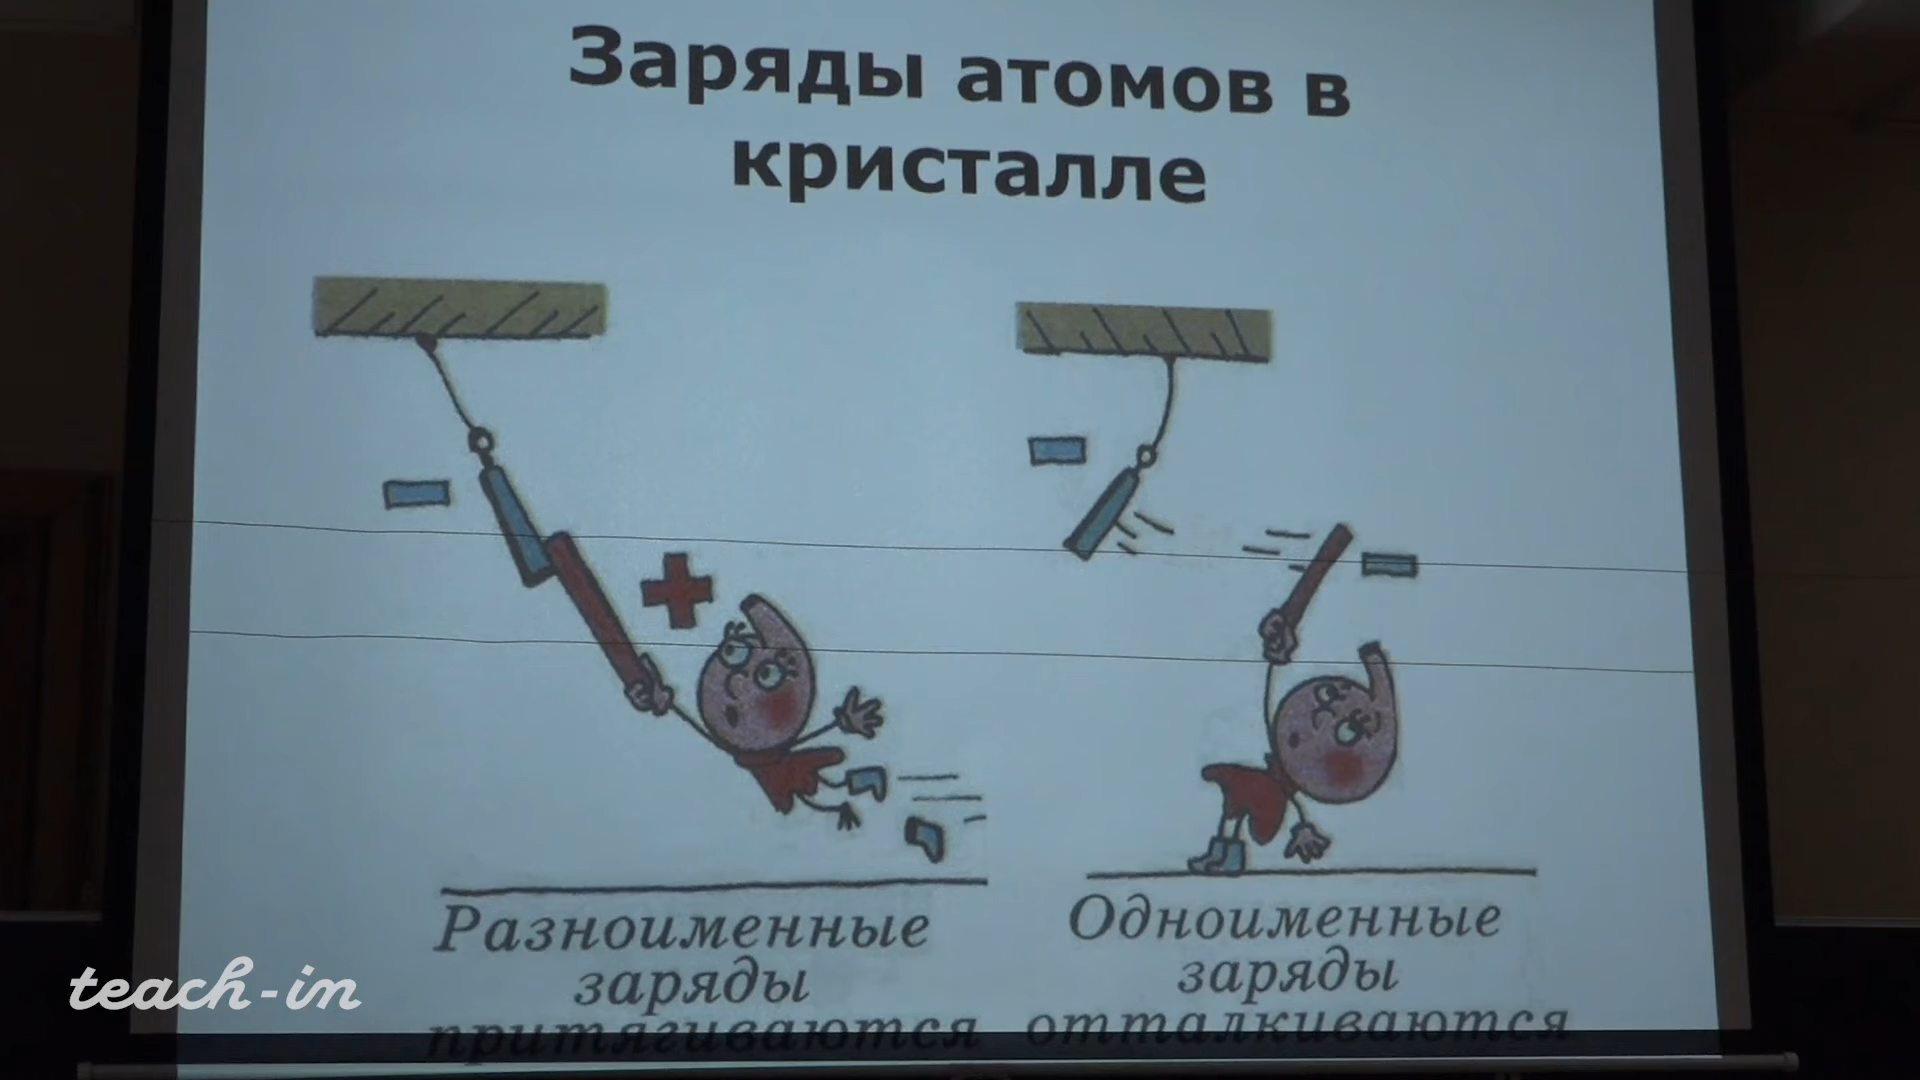 Заряды атомов в
кристалле
Разноименные
заряды
притягиваются
Одноименные
заряды
отталкиваются
teach-in